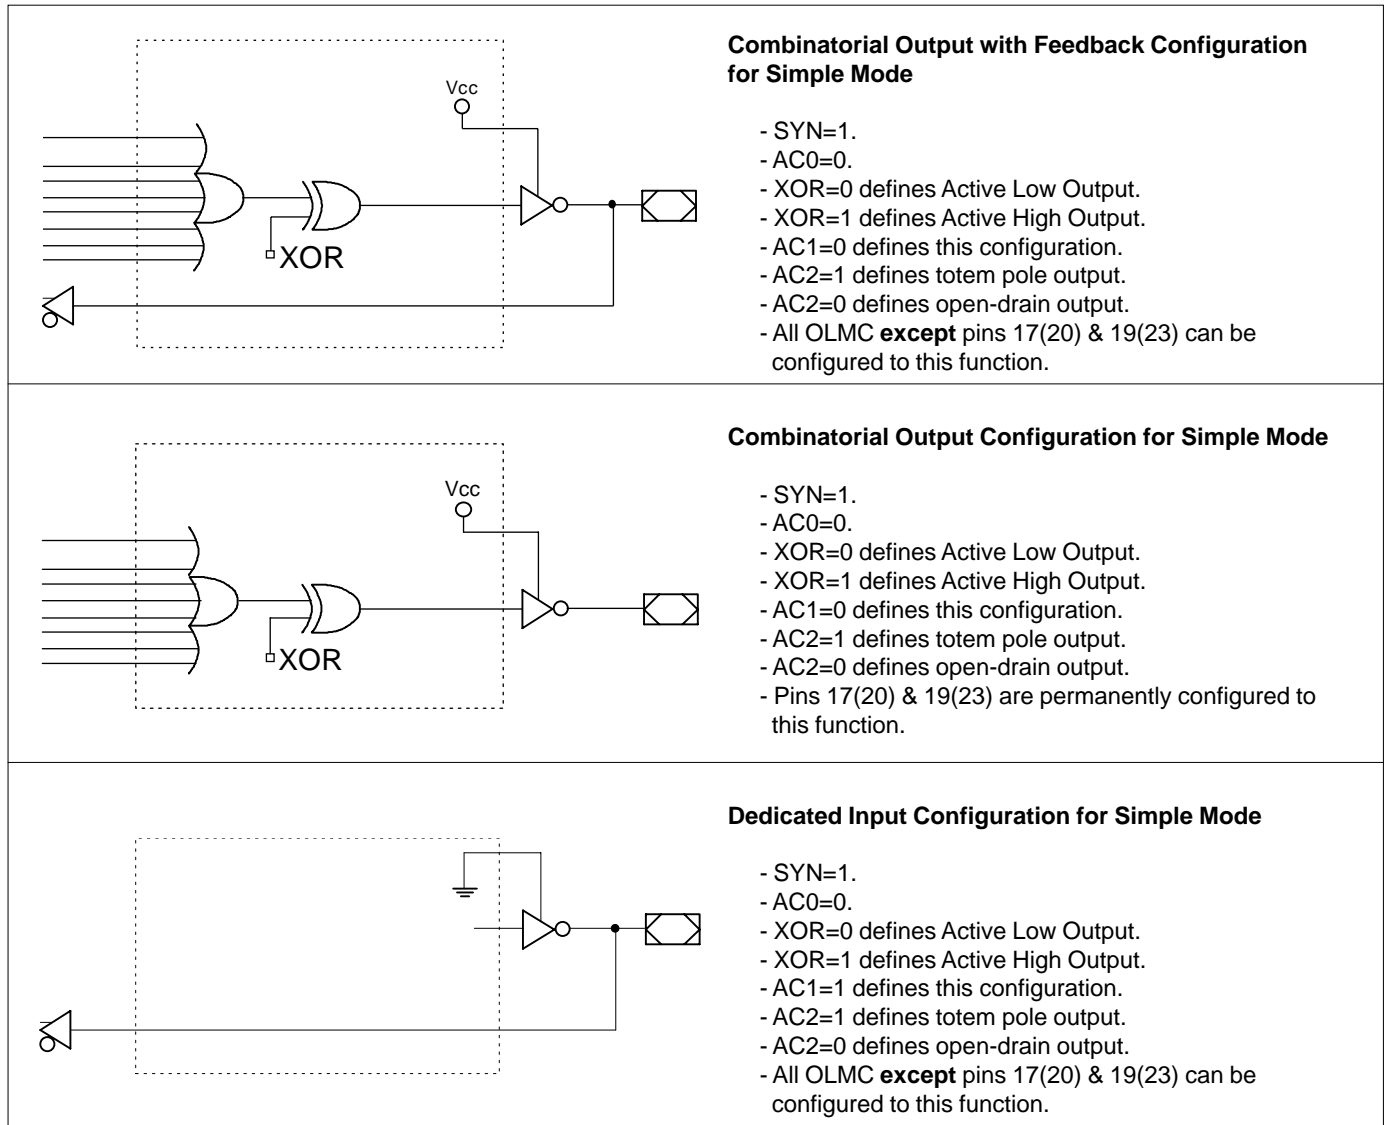 Combinatorial Output with Feedback Configuration
for Simple Mode
Vcc
XOR
- SYN=1.
- AC0=0.
- XOR=0 defines Active Low Output.
- XOR=1 defines Active High Output.
- AC1=0 defines this configuration.
- AC2=1 defines totem pole output.
- AC2=0 defines open-drain output.
- All OLMC except pins 17(20) & 19(23) can be
configured to this function.
Combinatorial Output Configuration for Simple Mode
Vcc
XOR
- SYN=1.
- AC0=0.
- XOR=0 defines Active Low Output.
- XOR=1 defines Active High Output.
- AC1=0 defines this configuration.
- AC2=1 defines totem pole output.
- AC2=0 defines open-drain output.
- Pins 17(20) & 19(23) are permanently configured to
this function.
Dedicated Input Configuration for Simple Mode
- SYN=1.
- AC0=0.
- XOR=0 defines Active Low Output.
- XOR=1 defines Active High Output.
- AC1=1 defines this configuration.
- AC2=1 defines totem pole output.
- AC2=0 defines open-drain output.
- All OLMC except pins 17(20) & 19(23) can be
configured to this function.